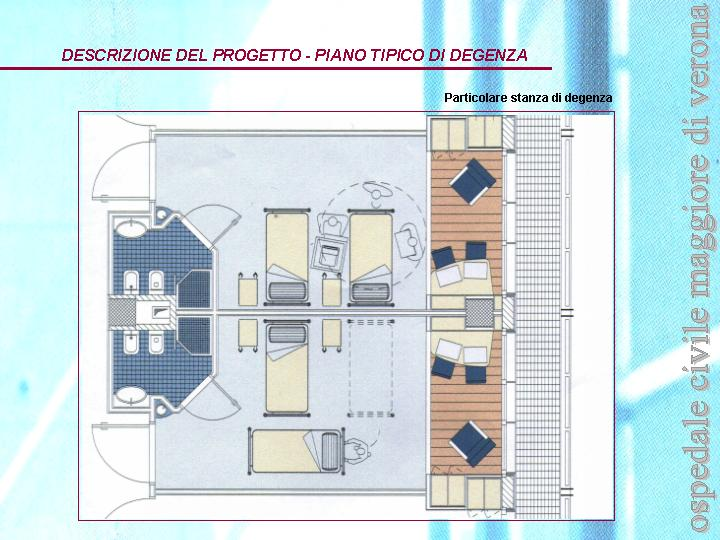 DESCRIZIONE DEL PROGETTO - PIANO TIPICO DI DEGENZA
Particolare stanza di degenza
ospedale civile maggiore di verona